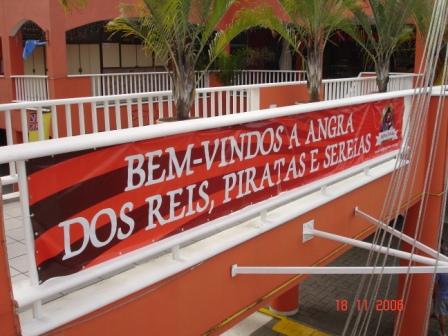 BEM-VINDOS A ANGRA
DOS REIS, PIRATAS E SEREIAS
18 11 2006